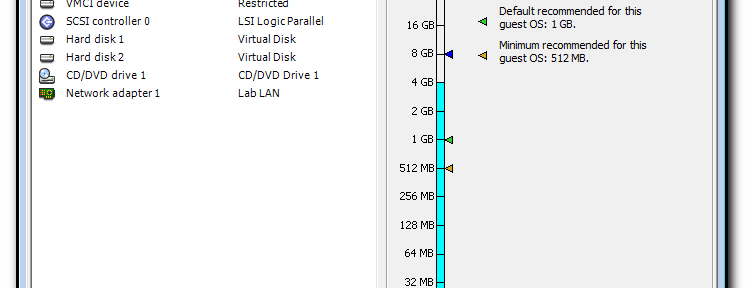 VMCI device Restricted
SCSI controller 0 LSI Logic Parallel
Hard disk 1 Virtual Disk
Hard disk 2 Virtual Disk
CD/DVD drive 1 CD/DVD Drive 1
Network adapter 1 Lab LAN
16 GB
8 GB
4 GB
2 GB
1 GB
512 MB
256 MB
128 MB
64 MB
32 MB
Default recommended for this
guest OS: 1 GB.
Minimum recommended for this
guest OS: 512 MB.